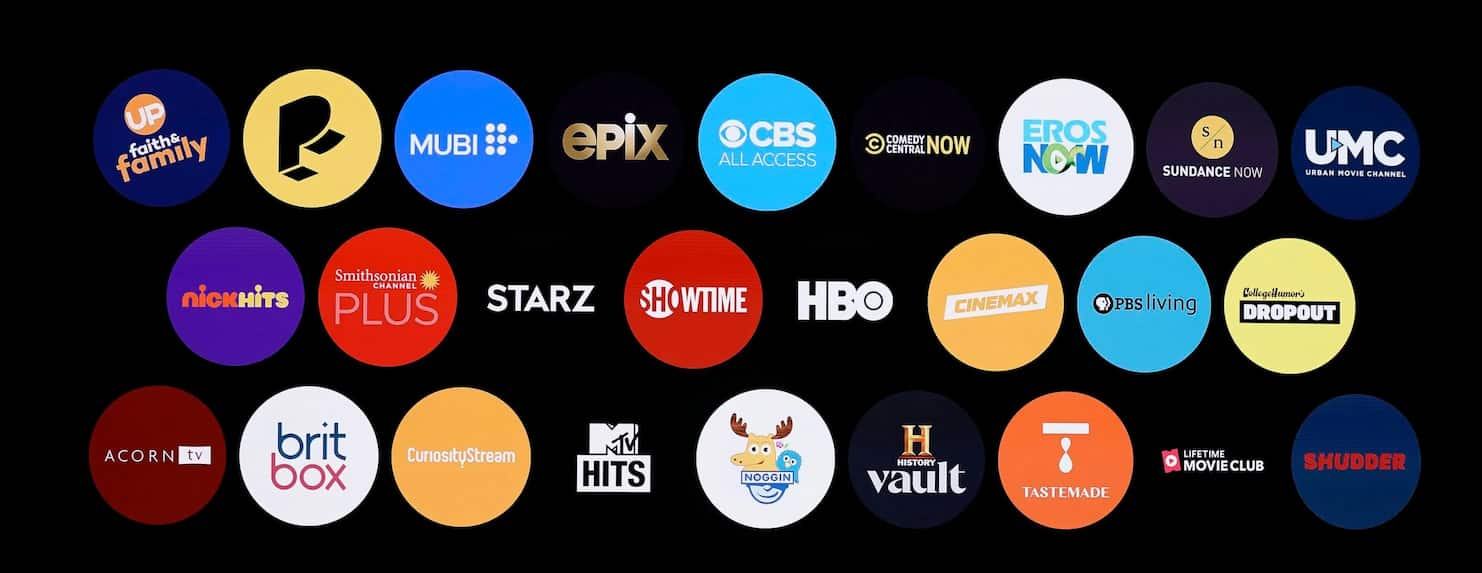 UP
faith&
family
P
MUBI
epix
CBS
ALL ACCESS
COMEDY
CENTRAL NOW
EROS
NOW
s/n
SUNDANCE NOW
UMC
URBAN MOVIE CHANNEL
nickHiTS
Smithsonian
CHANNEL
PLUS
STARZ
SHOWTIME
HBO
CINEMAX
PBS living
CollegeHumor's
DROPOUT
ACORN tv
brit
box
CuriosityStream
MTV
HITS
NOGGIN
H
HISTORY
vault
T
TASTEMADE
LIFETIME
MOVIE CLUB
SHUDDER